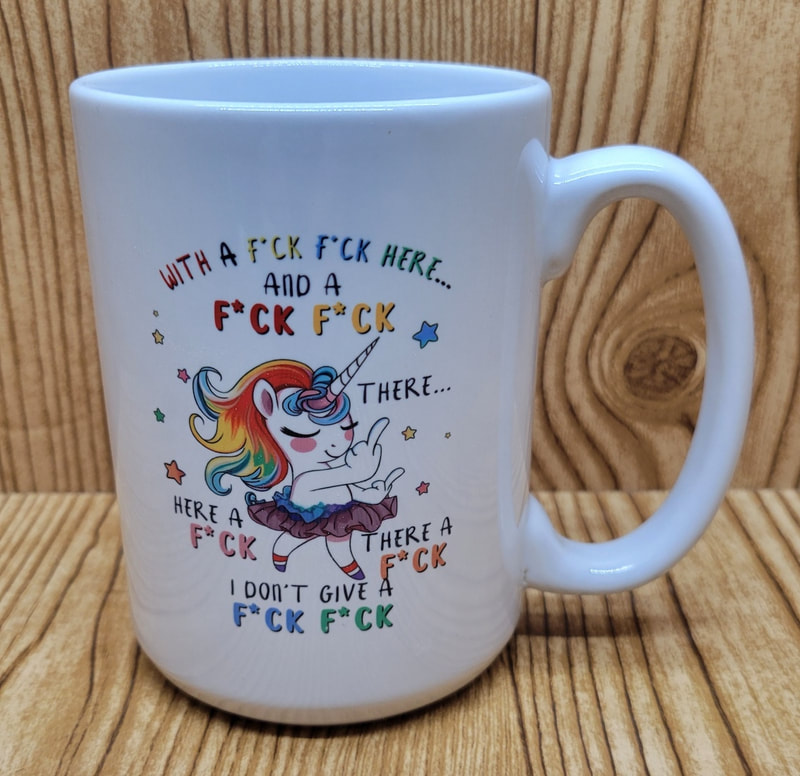 WITH A F*CK F*CK HERE...
AND A
F*CK F*CK
THERE...
HERE A
F*CK
THERE A
F*CK
I DON'T GIVE A
F*CK F*CK